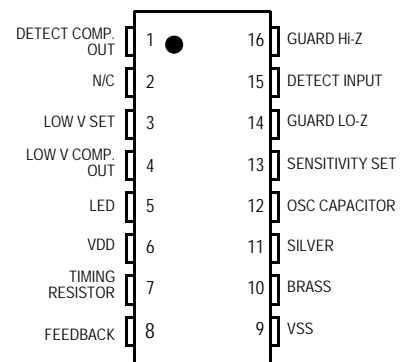 DETECT COMP.
OUT
1
16
GUARD Hi-Z
N/C
2
15
DETECT INPUT
LOW V SET
3
14
GUARD LO-Z
LOW V COMP.
OUT
4
13
SENSITIVITY SET
LED
5
12
OSC CAPACITOR
VDD
6
11
SILVER
TIMING
RESISTOR
7
10
BRASS
FEEDBACK
8
9
VSS